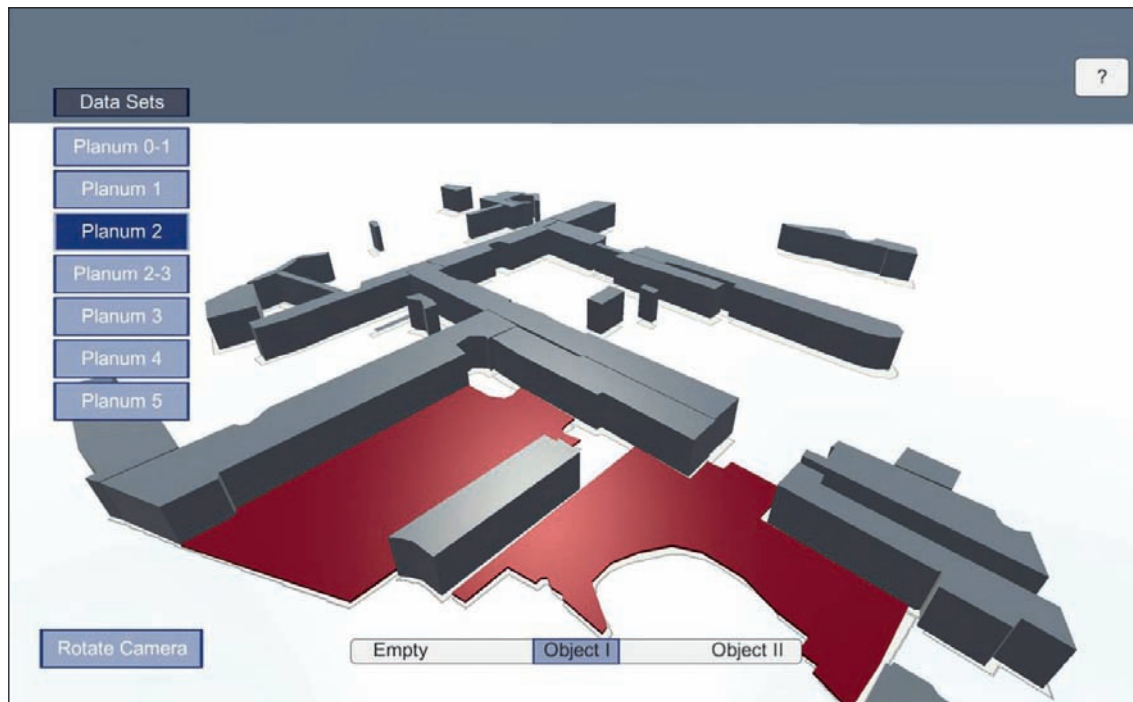 ?
Data Sets
Planum 0-1
Planum 1
Planum 2
Planum 2-3
Planum 3
Planum 4
Planum 5
Rotate Camera
Empty Object I Object II